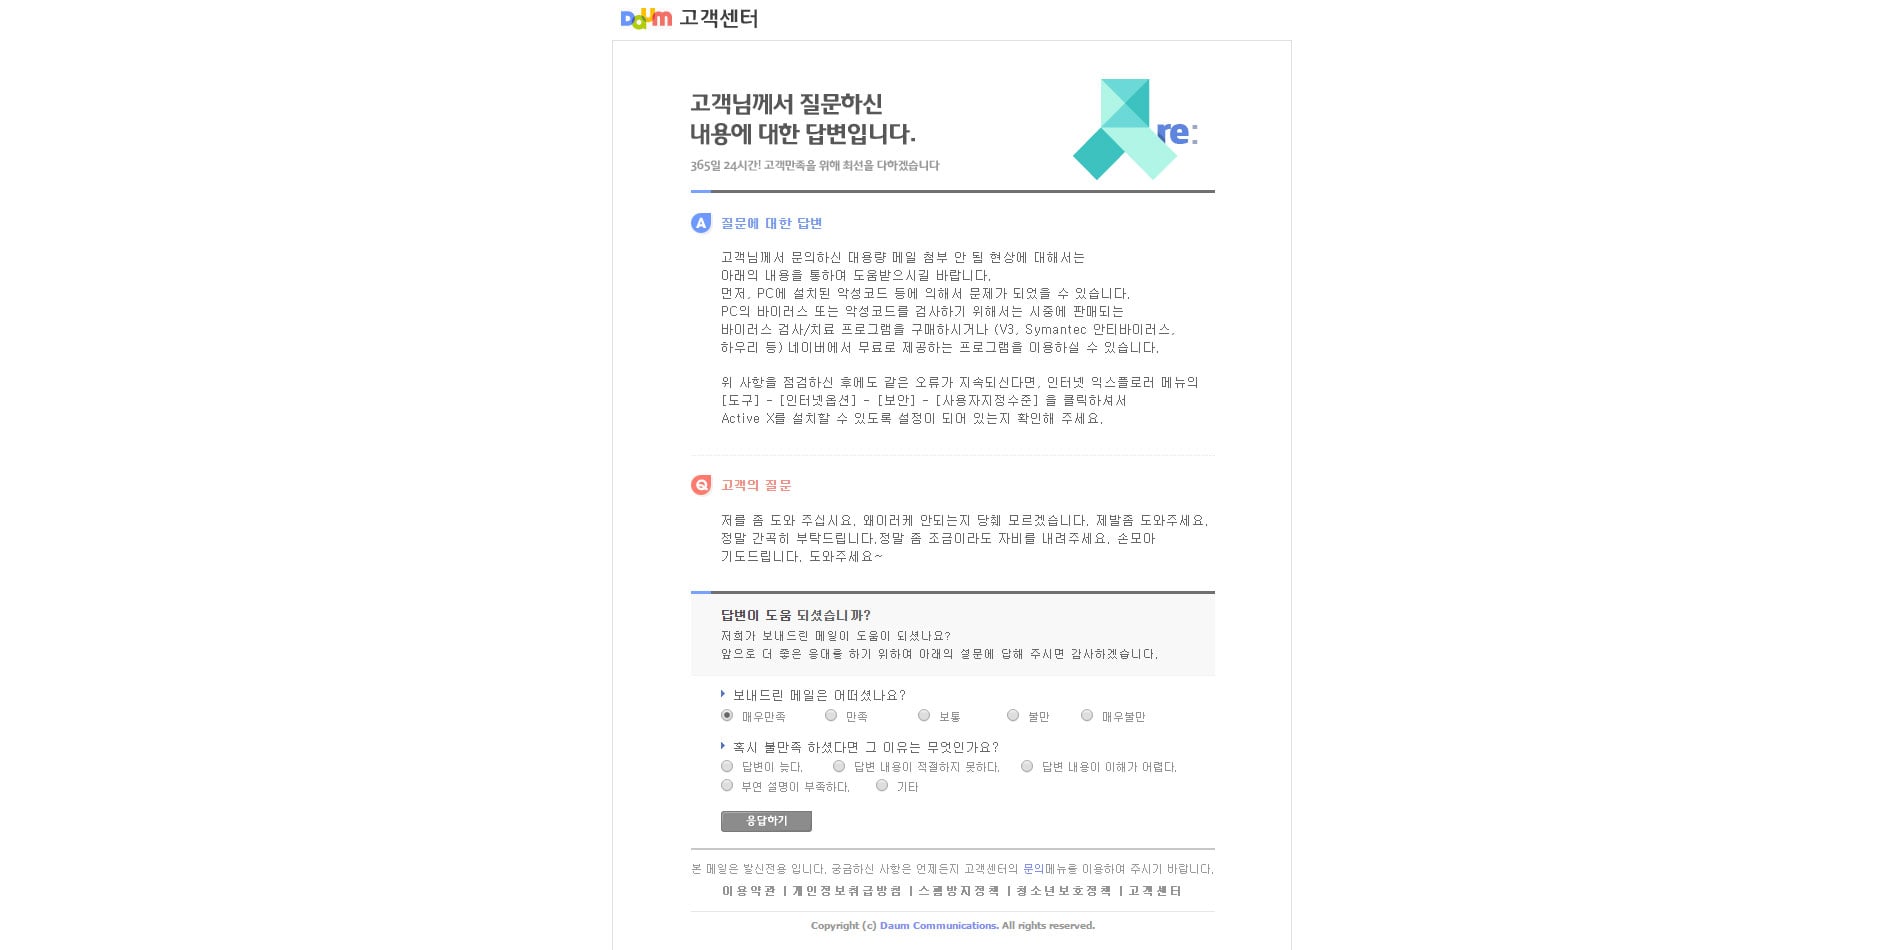 Daum 고객센터
고객님께서 질문하신
내용에 대한 답변입니다.
365일 24시간! 고객만족을 위해 최선을 다하겠습니다
re:
A 질문에 대한 답변
고객님께서 문의하신 대용량 메일 첨부 안 됨 현상에 대해서는
아래의 내용을 통하여 도움받으시길 바랍니다.
먼저, PC에 설치된 악성코드 등에 의해서 문제가 되었을 수 있습니다.
PC의 바이러스 또는 악성코드를 검사하기 위해서는 시중에 판매되는
바이러스 검사/치료 프로그램을 구매하시거나 (V3, Symantec 안티바이러스,
하우리 등) 네이버에서 무료로 제공하는 프로그램을 이용하실 수 있습니다.
위 사항을 점검하신 후에도 같은 오류가 지속되신다면, 인터넷 익스플로러 메뉴의
[도구] - [인터넷옵션] - [보안] - [사용자지정수준] 을 클릭하셔서
Active X를 설치할 수 있도록 설정이 되어 있는지 확인해 주세요.
Q 고객의 질문
저를 좀 도와 주십시요, 왜이러케 안되는지 당췌 모르겠습니다, 제발좀 도와주세요,
정말 간곡히 부탁드립니다.정말 좀 조금이라도 자비를 내려주세요, 손모아
기도드립니다, 도와주세요~
답변이 도움 되셨습니까?
저희가 보내드린 메일이 도움이 되셨나요?
앞으로 더 좋은 응대를 하기 위하여 아래의 설문에 답해 주시면 감사하겠습니다.
보내드린 메일은 어떠셨나요?
매우만족 만족 보통 불만 매우불만
혹시 불만족 하셨다면 그 이유는 무엇인가요?
답변이 늦다. 답변 내용이 적절하지 못하다. 답변 내용이 이해가 어렵다.
부연 설명이 부족하다. 기타
응답하기
본 메일은 발신전용 입니다. 궁금하신 사항은 언제든지 고객센터의 문의메뉴를 이용하여 주시기 바랍니다.
이용약관 | 개인정보취급방침 | 스팸방지정책 | 청소년보호정책 | 고객센터
Copyright (c) Daum Communications. All rights reserved.